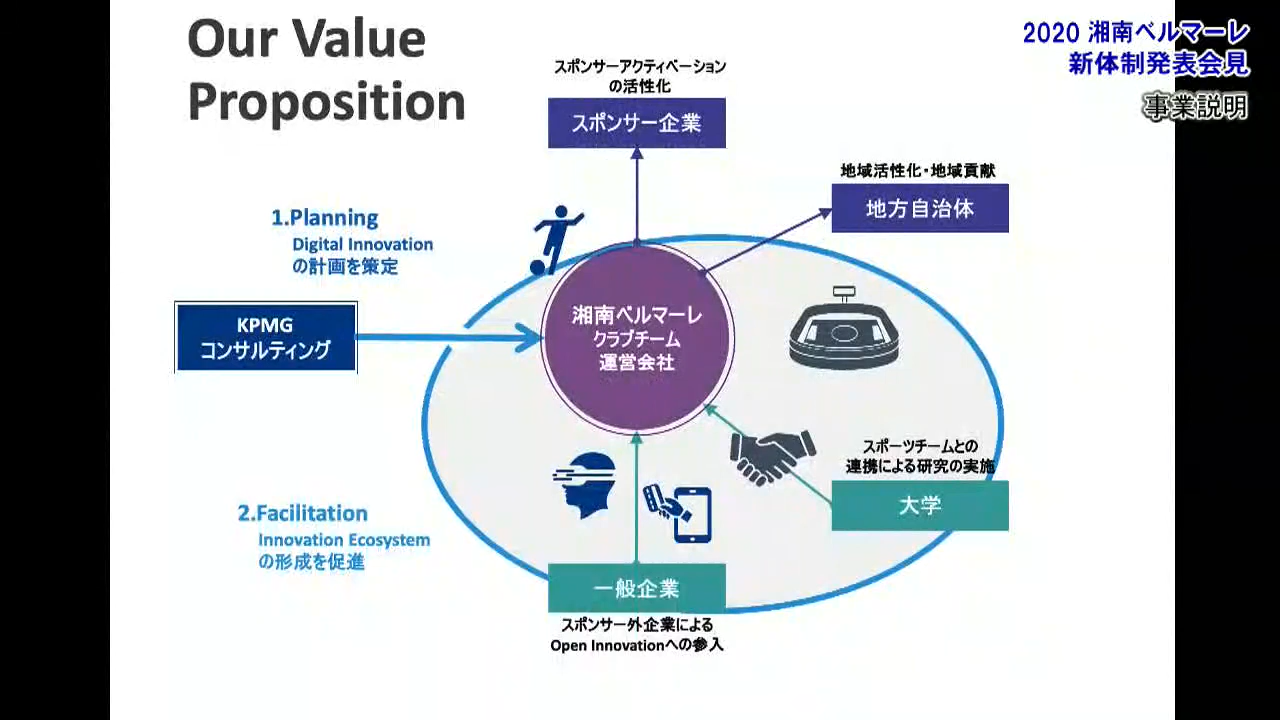 Our Value
Proposition
2020 湘南ベルマーレ
新体制発表会見
事業説明
スポンサーアクティベーション
の活性化
スポンサー企業
地域活性化・地域貢献
地方自治体
1.Planning
Digital Innovation
の計画を策定
KPMG
コンサルティング
湘南ベルマーレ
クラブチーム
運営会社
スポーツチームとの
連携による研究の実施
大学
2.Facilitation
Innovation Ecosystem
の形成を促進
一般企業
スポンサー外企業による
Open Innovationへの参入